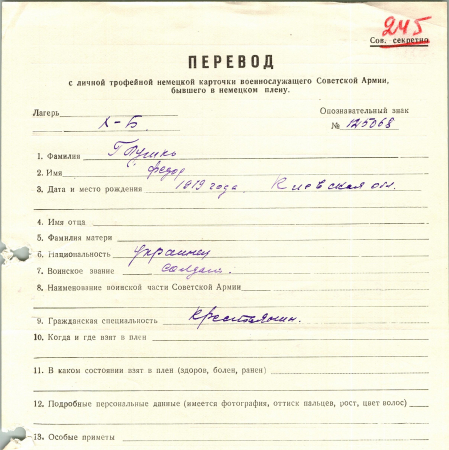 245
Сов. секретно
ПЕРЕВОД
с личной трофейной немецкой карточки военнослужащего Советской Армии,
бывшего в немецком плену.
Лагерь X-Б Опознавательный знак
№ 125068
1. Фамилия Глушко
2. Имя Федор
3. Дата и место рождения 1919 года. Киевская обл.
4. Имя отца
5. Фамилия матери
6. Национальность украинец
7. Воинское звание солдат.
8. Наименование воинской части Советской Армии
9. Гражданская специальность крестьянин.
10. Когда и где взят в плен
11. В каком состоянии взят в плен (здоров, болен, ранен)
12. Подробные персональные данные (имеется фотография, оттиск пальцев, рост, цвет волос)
13. Особые приметы